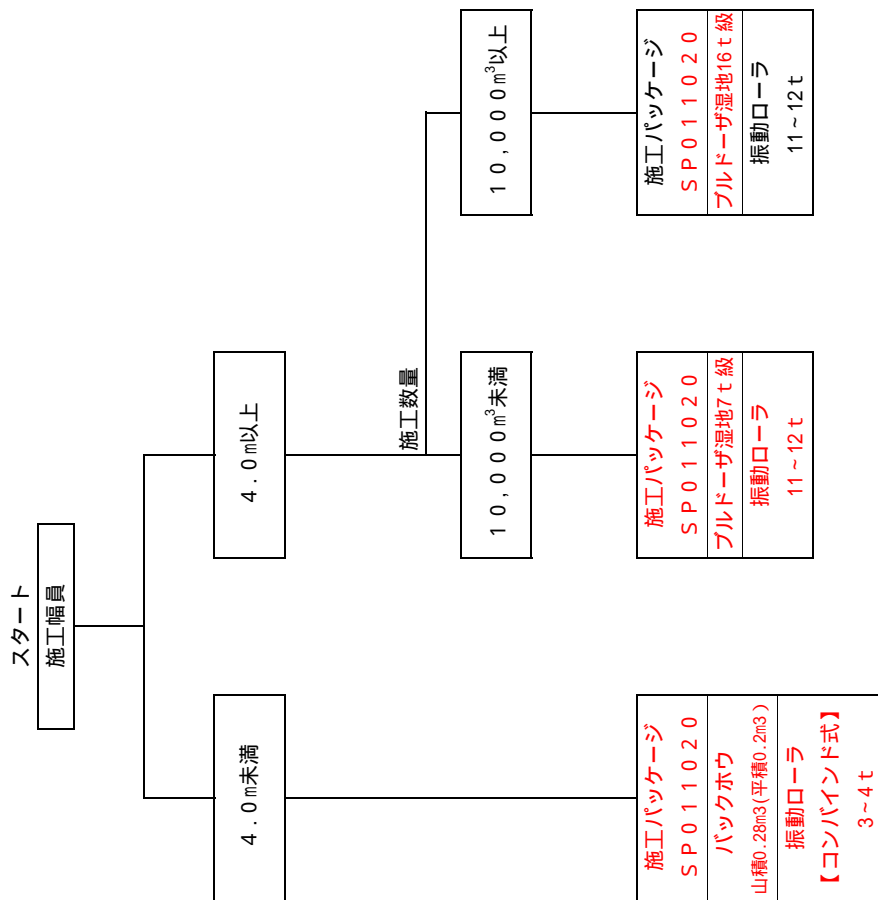 スタート
施工幅員
4.0m未満
4.0m以上
施工数量
10,000m³未満
10,000m³以上
施工パッケージ
SP011020
バックホウ
山積0.28m3(平積0.2m3)
振動ローラ
【コンバインド式】
3~4t
施工パッケージ
SP011020
ブルドーザ湿地7t級
振動ローラ
11~12t
施工パッケージ
SP011020
ブルドーザ湿地16t級
振動ローラ
11~12t